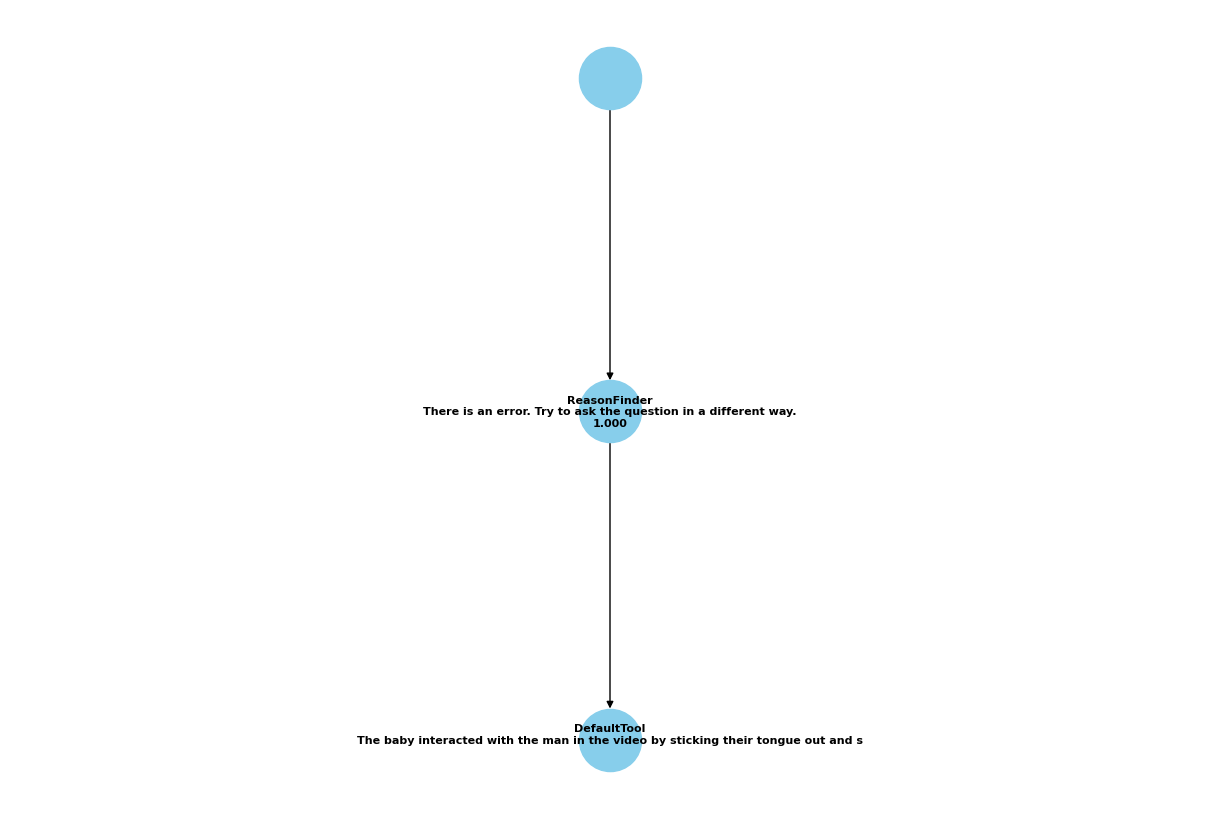 ReasonFinder
There is an error. Try to ask the question in a different way.
1.000
DefaultTool
The baby interacted with the man in the video by sticking their tongue out and s